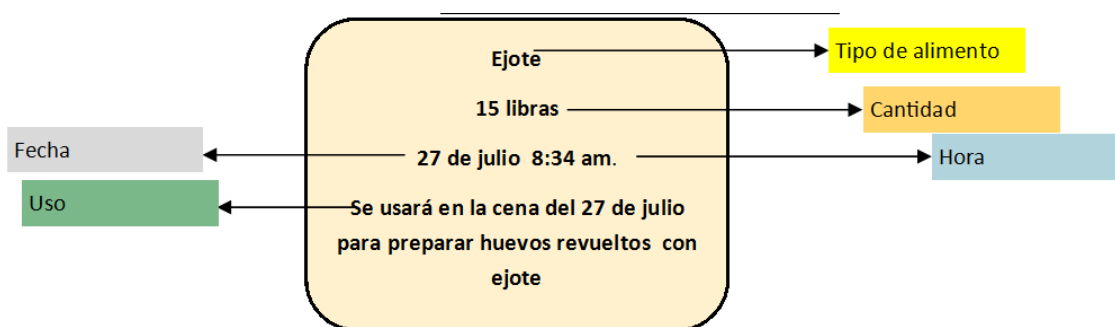 Ejote
Tipo de alimento
15 libras
Cantidad
Fecha
27 de julio 8:34 am.
Hora
Uso
Se usará en la cena del 27 de julio
para preparar huevos revueltos con
ejote